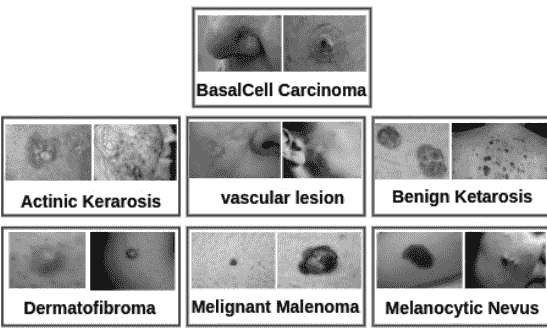 BasalCell Carcinoma
Actinic Kerarosis
vascular lesion
Benign Ketarosis
Dermatofibroma
Melignant Malenoma
Melanocytic Nevus